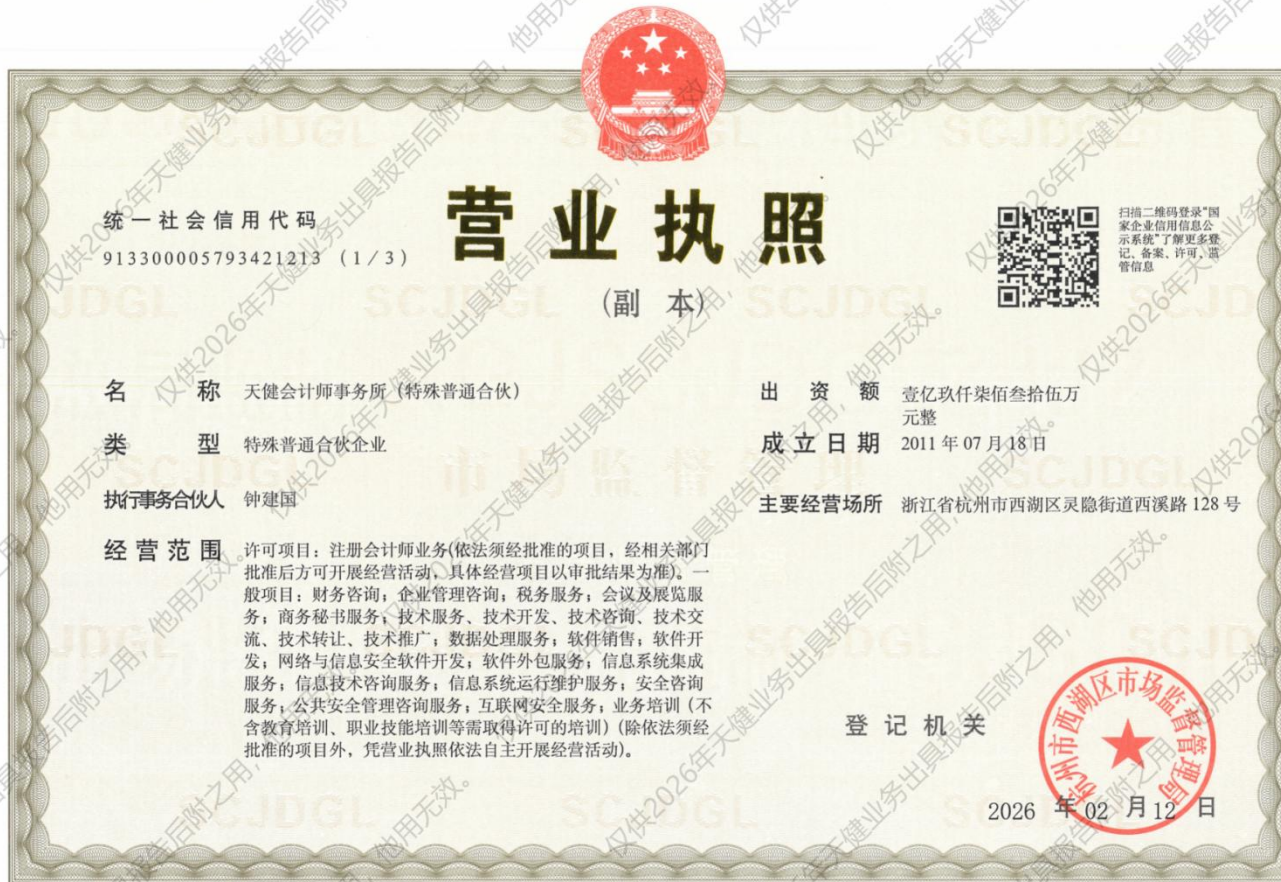 营业执照
(副 本)
统一社会信用代码
913300005793421213 (1/3)
扫描二维码登录"国
家企业信用信息公
示系统"了解更多登
记、备案、许可、监
管信息
名 称 天健会计师事务所（特殊普通合伙）
类 型 特殊普通合伙企业
执行事务合伙人 钟建国
经营范围 许可项目：注册会计师业务(依法须经批准的项目，经相关部门
批准后方可开展经营活动，具体经营项目以审批结果为准)。一
般项目：财务咨询；企业管理咨询；税务服务；会议及展览服
务；商务秘书服务；技术服务、技术开发、技术咨询、技术交
流、技术转让、技术推广；数据处理服务；软件销售；软件开
发；网络与信息安全软件开发；软件外包服务；信息系统集成
服务；信息技术咨询服务；信息系统运行维护服务；安全咨询
服务；公共安全管理咨询服务；互联网安全服务；业务培训（不
含教育培训、职业技能培训等需取得许可的培训）(除依法须经
批准的项目外，凭营业执照依法自主开展经营活动)。
出 资 额 壹亿玖仟柒佰叁拾伍万
元整
成立日期 2011年07月18日
主要经营场所 浙江省杭州市西湖区灵隐街道西溪路128号
登记机关
杭州市西湖区市场监督管理局
2026 年 02 月 12 日
市场监督管理
SCJDGL
仅供2026年天健业务出具报告后附之用，他用无效。